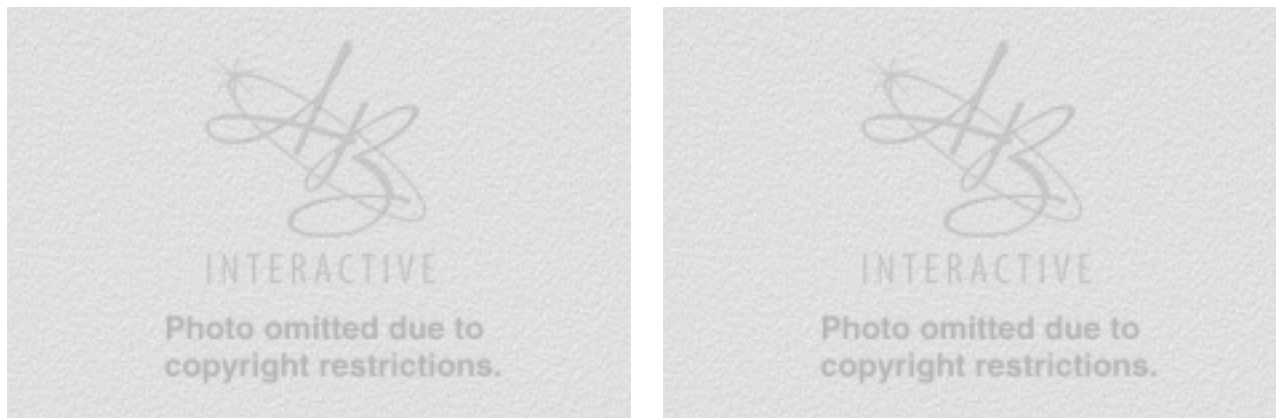 INTERACTIVE
Photo omitted due to
copyright restrictions.
INTERACTIVE
Photo omitted due to
copyright restrictions.